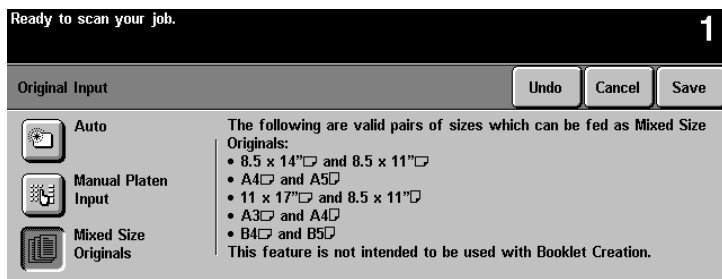 Ready to scan your job.
1
Original Input
Undo
Cancel
Save
Auto
Manual Platen
Input
Mixed Size
Originals
The following are valid pairs of sizes which can be fed as Mixed Size
Originals:
• 8.5 x 14” and 8.5 x 11”
• A4 and A5
• 11 x 17” and 8.5 x 11”
• A3 and A4
• B4 and B5
This feature is not intended to be used with Booklet Creation.